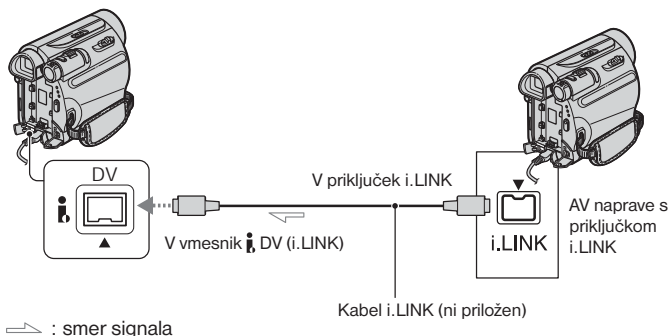 DV
V priključek i.LINK
V vmesnik i DV (i.LINK)
i.LINK
AV naprave s
priključkom
i.LINK
Kabel i.LINK (ni priložen)
: smer signala